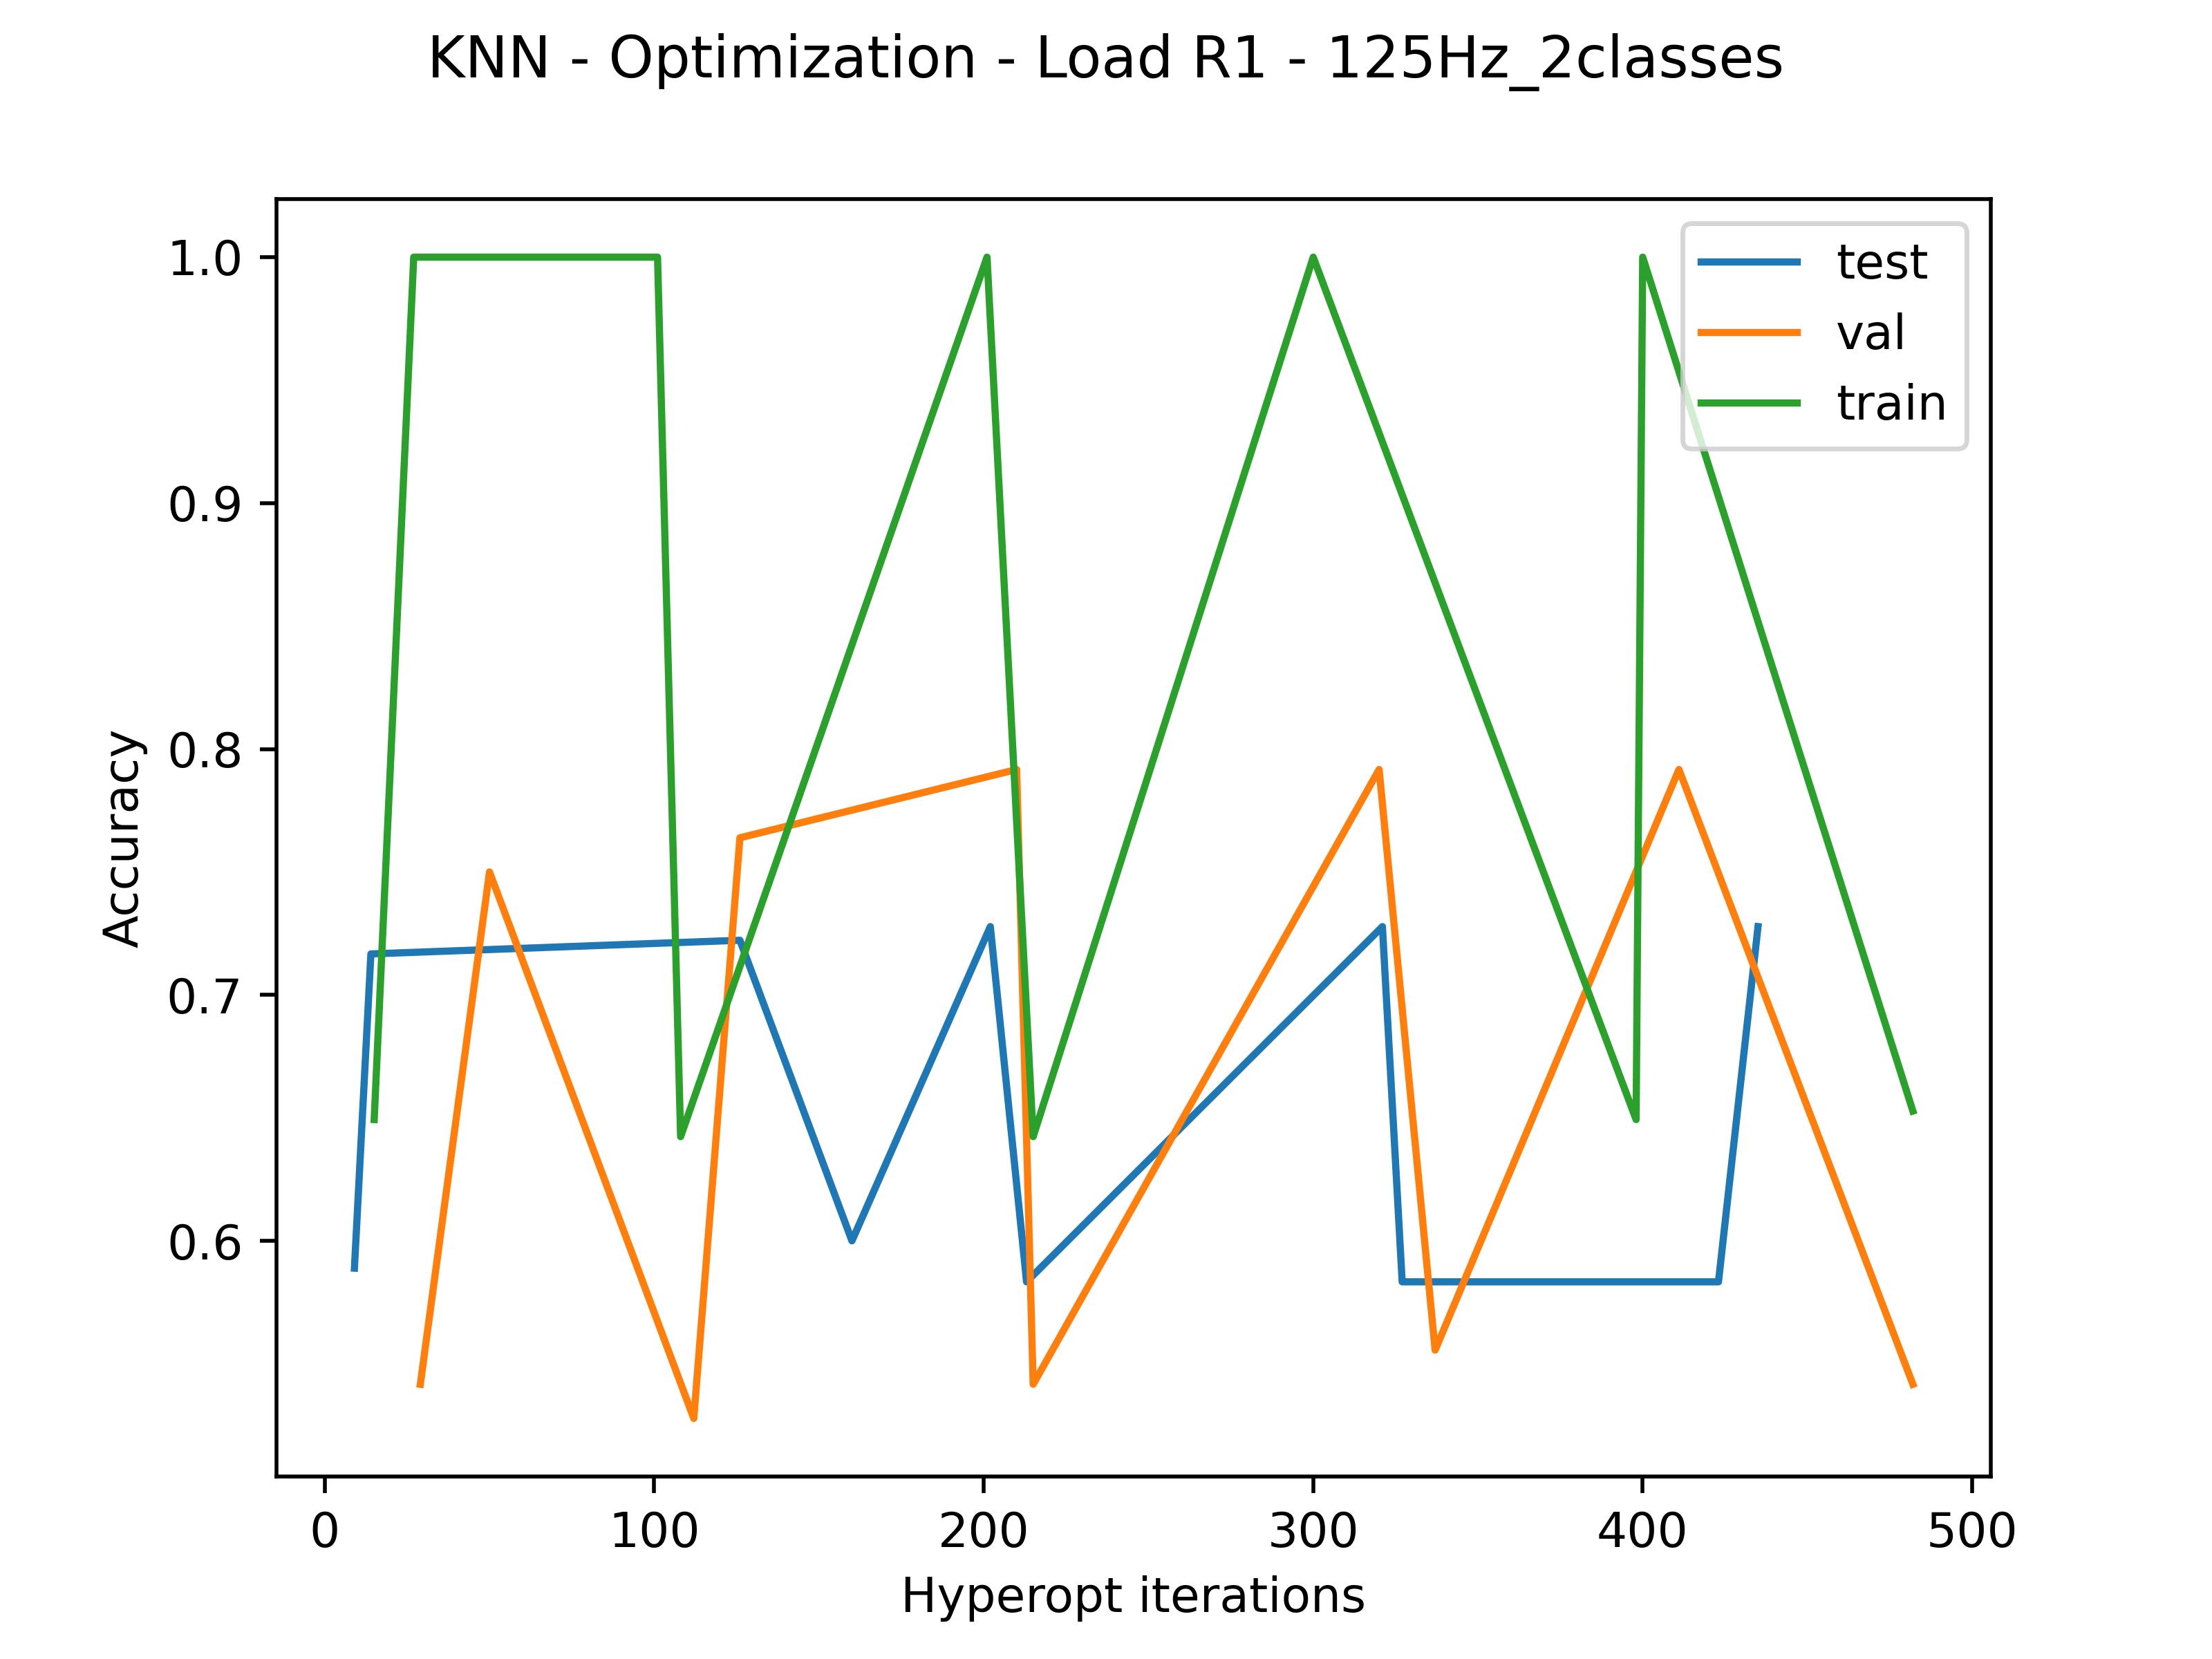 KNN - Optimization - Load R1 - 125Hz_2classes
test
val
train
1.0
0.9
0.8
0.7
0.6
Accuracy
0 100 200 300 400 500
Hyperopt iterations